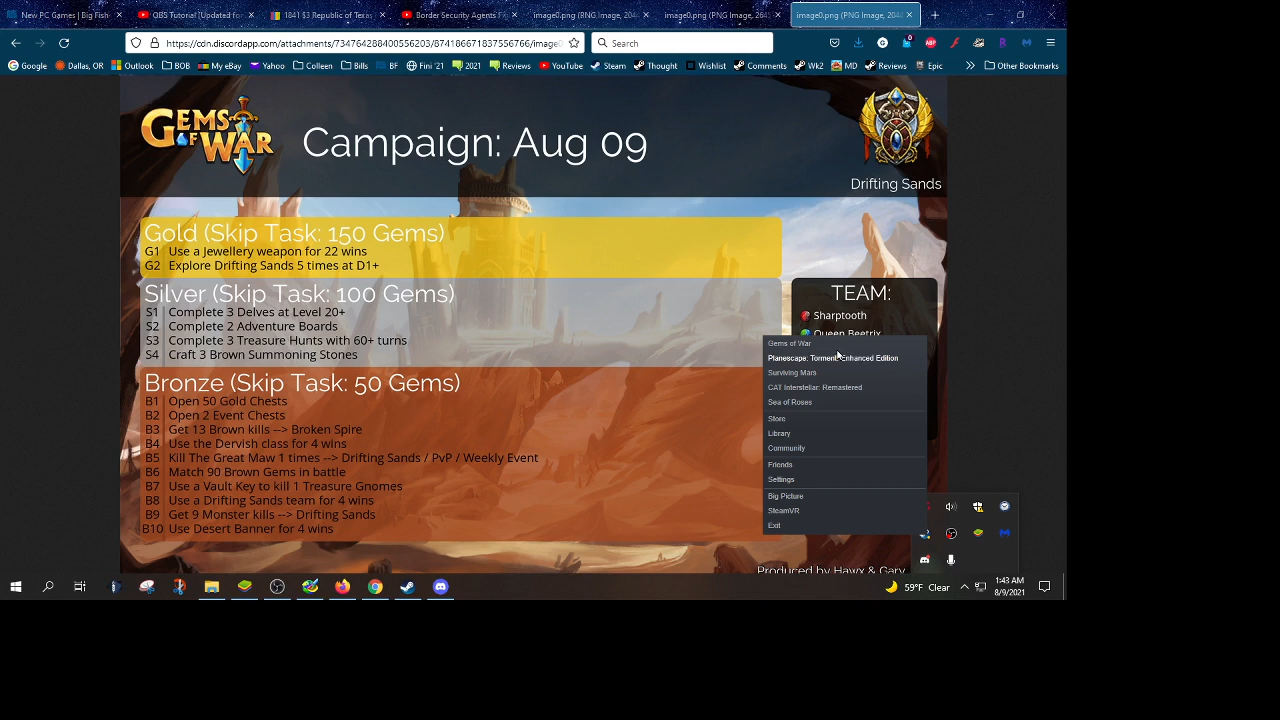 New PC Games | Big Fish
OBS Tutorial [Updated for
1841 $3 Republic of Texas
Border Security Agents
image0.png (PNG Image, 204
image0.png (PNG Image, 264
image0.png (PNG Image, 204
https://cdn.discordapp.com/attachments/734764288400556203/874186671837556766/image0
Search
Google
Dallas, OR
Outlook
BOB
My eBay
Yahoo
Colleen
Bills
BF
Fini '21
2021
Reviews
YouTube
Steam
Thought
Wishlist
Comments
Wk2
MD
Reviews
Epic
Other Bookmarks
GEMS OF WAR
Campaign: Aug 09
Drifting Sands
Gold (Skip Task: 150 Gems)
G1 Use a Jewellery weapon for 22 wins
G2 Explore Drifting Sands 5 times at D1+
Silver (Skip Task: 100 Gems)
S1 Complete 3 Delves at Level 20+
S2 Complete 2 Adventure Boards
S3 Complete 3 Treasure Hunts with 60+ turns
S4 Craft 3 Brown Summoning Stones
Bronze (Skip Task: 50 Gems)
B1 Open 50 Gold Chests
B2 Open 2 Event Chests
B3 Get 13 Brown kills --> Broken Spire
B4 Use the Dervish class for 4 wins
B5 Kill The Great Maw 1 times --> Drifting Sands / PvP / Weekly Event
B6 Match 90 Brown Gems in battle
B7 Use a Vault Key to kill 1 Treasure Gnomes
B8 Use a Drifting Sands team for 4 wins
B9 Get 9 Monster kills --> Drifting Sands
B10 Use Desert Banner for 4 wins
TEAM:
Sharptooth
Queen Beetrix
Gems of War
Planescape: Torment: Enhanced Edition
Surviving Mars
CAT Interstellar: Remastered
Sea of Roses
Store
Library
Community
Friends
Settings
Big Picture
SteamVR
Exit
Produced by Hawx & Gary
59°F Clear
1:43 AM
8/9/2021